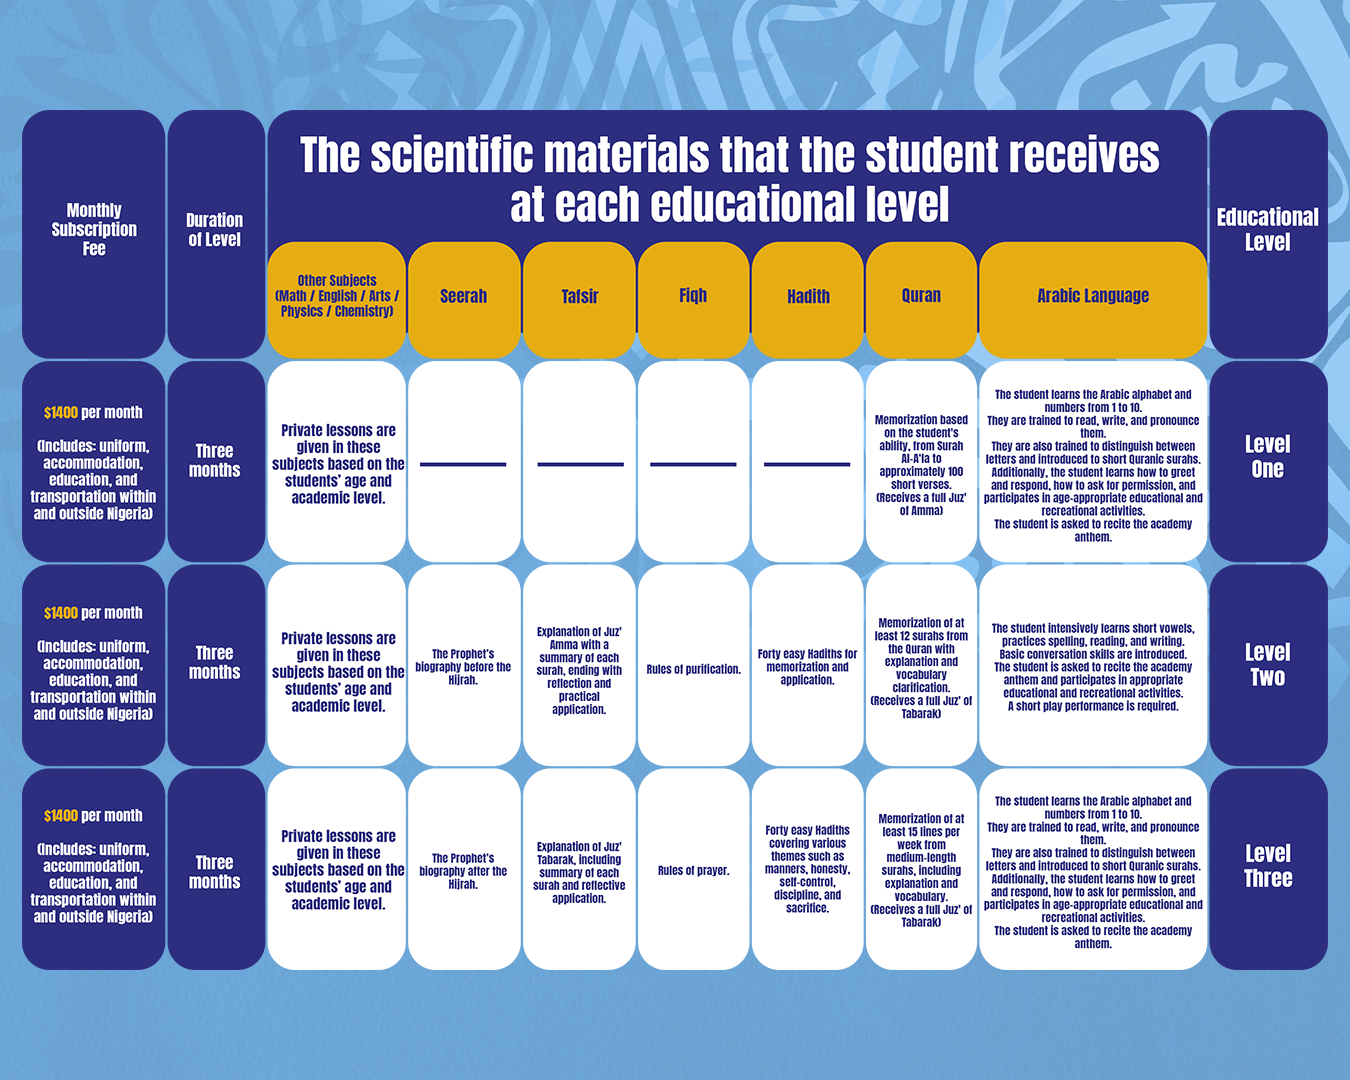 Monthly
Subscription
Fee
Duration
of Level
The scientific materials that the student receives
at each educational level
Educational
Level
Other Subjects
(Math / English / Arts /
Physics / Chemistry)
Seerah
Tafsir
Fiqh
Hadith
Quran
Arabic Language
$1400 per month
(Includes: uniform,
accommodation,
education, and
transportation within
and outside Nigeria)
Three
months
Private lessons are
given in these
subjects based on the
students' age and
academic level.
Memorization based
on the student's
ability, from Surah
Al-A'la to
approximately 100
short verses.
(Receives a full Juz'
of Amma)
The student learns the Arabic alphabet and
numbers from 1 to 10.
They are trained to read, write, and pronounce
them.
They are also trained to distinguish between
letters and introduced to short Quranic surahs.
Additionally, the student learns how to greet
and respond, how to ask for permission, and
participates in age-appropriate educational and
recreational activities.
The student is asked to recite the academy
anthem.
Level
One
$1400 per month
(Includes: uniform,
accommodation,
education, and
transportation within
and outside Nigeria)
Three
months
Private lessons are
given in these
subjects based on the
students' age and
academic level.
The Prophet's
biography before the
Hijrah.
Explanation of Juz'
Amma with a
summary of each
surah, ending with
reflection and
practical
application.
Rules of purification.
Forty easy Hadiths for
memorization and
application.
Memorization of at
least 12 surahs from
the Quran with
explanation and
vocabulary
clarification.
(Receives a full Juz' of
Tabarak)
The student intensively learns short vowels,
practices spelling, reading, and writing.
Basic conversation skills are introduced.
The student is asked to recite the academy
anthem and participates in appropriate
educational and recreational activities.
A short play performance is required.
Level
Two
$1400 per month
(Includes: uniform,
accommodation,
education, and
transportation within
and outside Nigeria)
Three
months
Private lessons are
given in these
subjects based on the
students' age and
academic level.
The Prophet's
biography after the
Hijrah.
Explanation of Juz'
Tabarak, including
summary of each
surah and reflective
application.
Rules of prayer.
Forty easy Hadiths
covering various
themes such as
manners, honesty,
self-control,
discipline, and
sacrifice.
Memorization of at
least 15 lines per
week from
medium-length
surahs, including
explanation and
vocabulary.
(Receives a full Juz' of
Tabarak)
The student learns the Arabic alphabet and
numbers from 1 to 10.
They are trained to read, write, and pronounce
them.
They are also trained to distinguish between
letters and introduced to short Quranic surahs.
Additionally, the student learns how to greet
and respond, how to ask for permission, and
participates in age-appropriate educational and
recreational activities.
The student is asked to recite the academy
anthem.
Level
Three